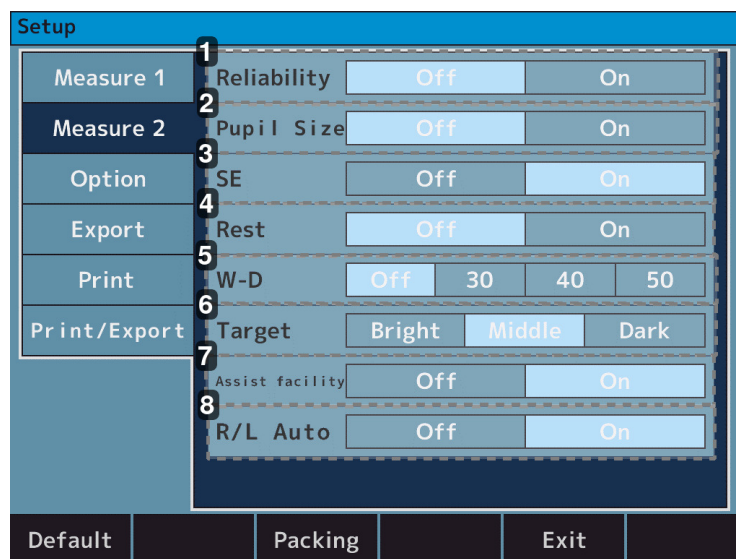 Setup
Measure 1
Measure 2
Option
Export
Print
Print/Export
1
Reliability Off On
2
Pupil Size Off On
3
SE Off On
4
Rest Off On
5
W-D Off 30 40 50
6
Target Bright Middle Dark
7
Assist facility Off On
8
R/L Auto Off On
Default Packing Exit